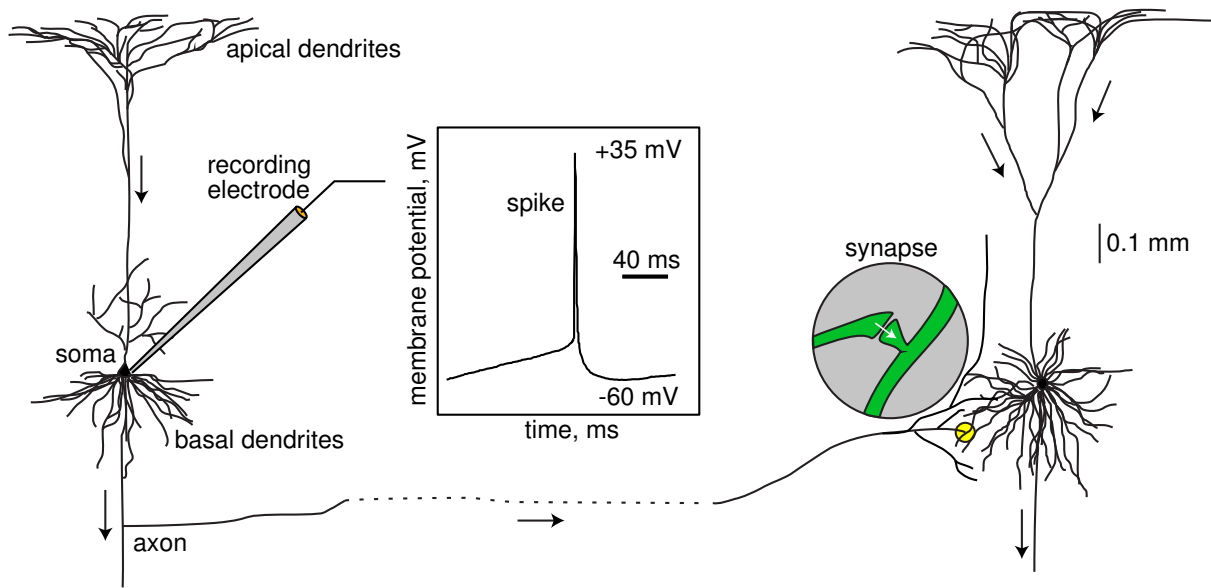 apical dendrites
recording
electrode
soma
basal dendrites
axon
membrane potential, mV
+35 mV
spike
40 ms
-60 mV
time, ms
synapse
0.1 mm